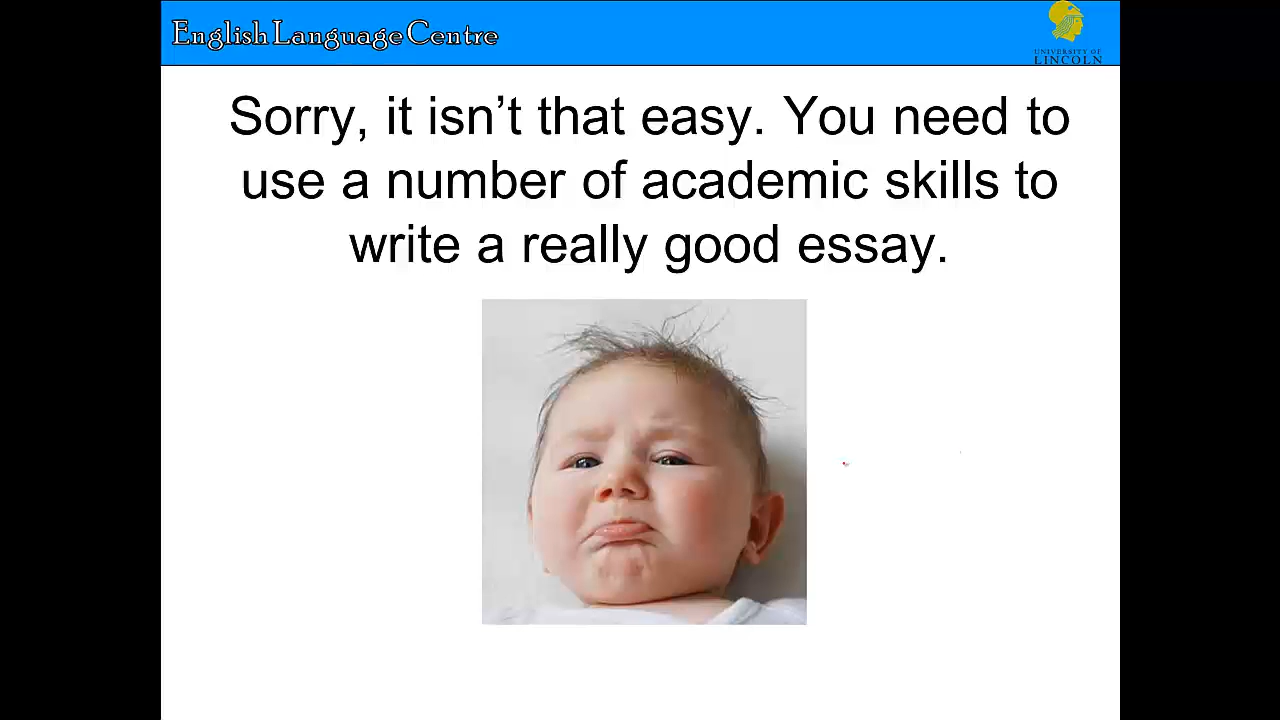 English Language Centre
UNIVERSITY OF
LINCOLN
Sorry, it isn’t that easy. You need to
use a number of academic skills to
write a really good essay.